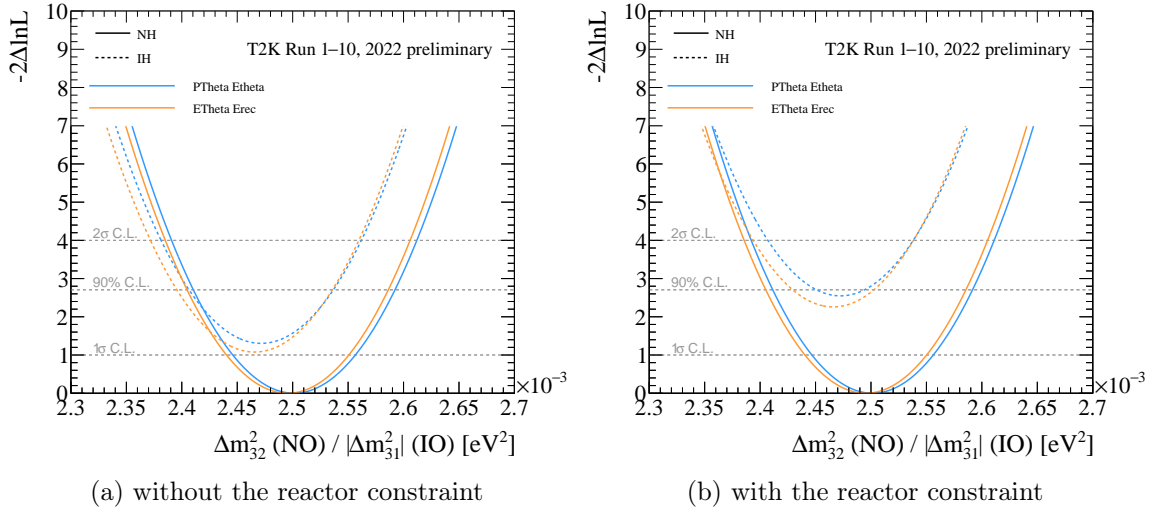 -2ΔlnL
10
9
8
7
6
5
4
3
2
1
0
NH
IH
T2K Run 1–10, 2022 preliminary
PTheta Etheta
ETheta Erec
2σ C.L.
90% C.L.
1σ C.L.
×10⁻³
2.3 2.35 2.4 2.45 2.5 2.55 2.6 2.65 2.7
Δm²₃₂ (NO) / |Δm²₃₁| (IO) [eV²]
(a) without the reactor constraint
-2ΔlnL
10
9
8
7
6
5
4
3
2
1
0
NH
IH
T2K Run 1–10, 2022 preliminary
PTheta Etheta
ETheta Erec
2σ C.L.
90% C.L.
1σ C.L.
×10⁻³
2.3 2.35 2.4 2.45 2.5 2.55 2.6 2.65 2.7
Δm²₃₂ (NO) / |Δm²₃₁| (IO) [eV²]
(b) with the reactor constraint